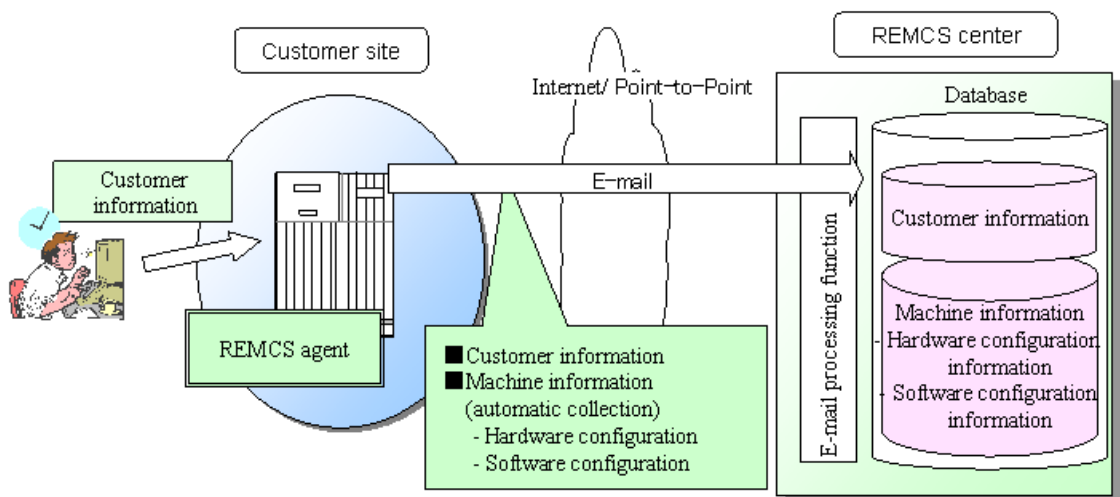 Customer site
REMCS center
Internet/ Point-to-Point
Database
Customer
information
E-mail
E-mail processing function
Customer information
REMCS agent
■ Customer information
■ Machine information
(automatic collection)
- Hardware configuration
- Software configuration
Machine information
- Hardware configuration
information
- Software configuration
information